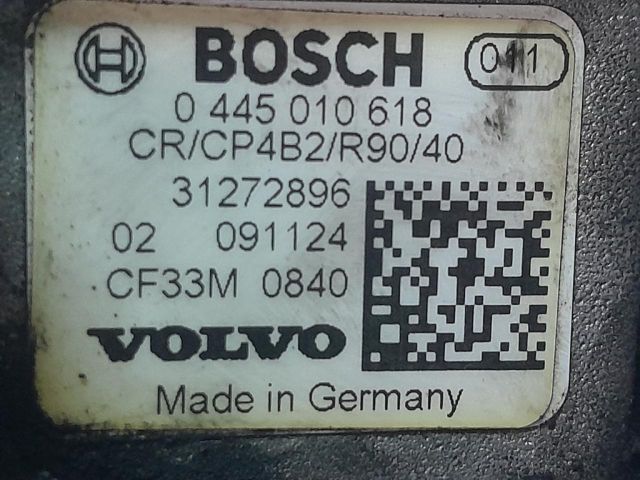 BOSCH 011
0 445 010 618
CR/CP4B2/R90/40
31272896
02 091124
CF33M 0840
VOLVO
Made in Germany